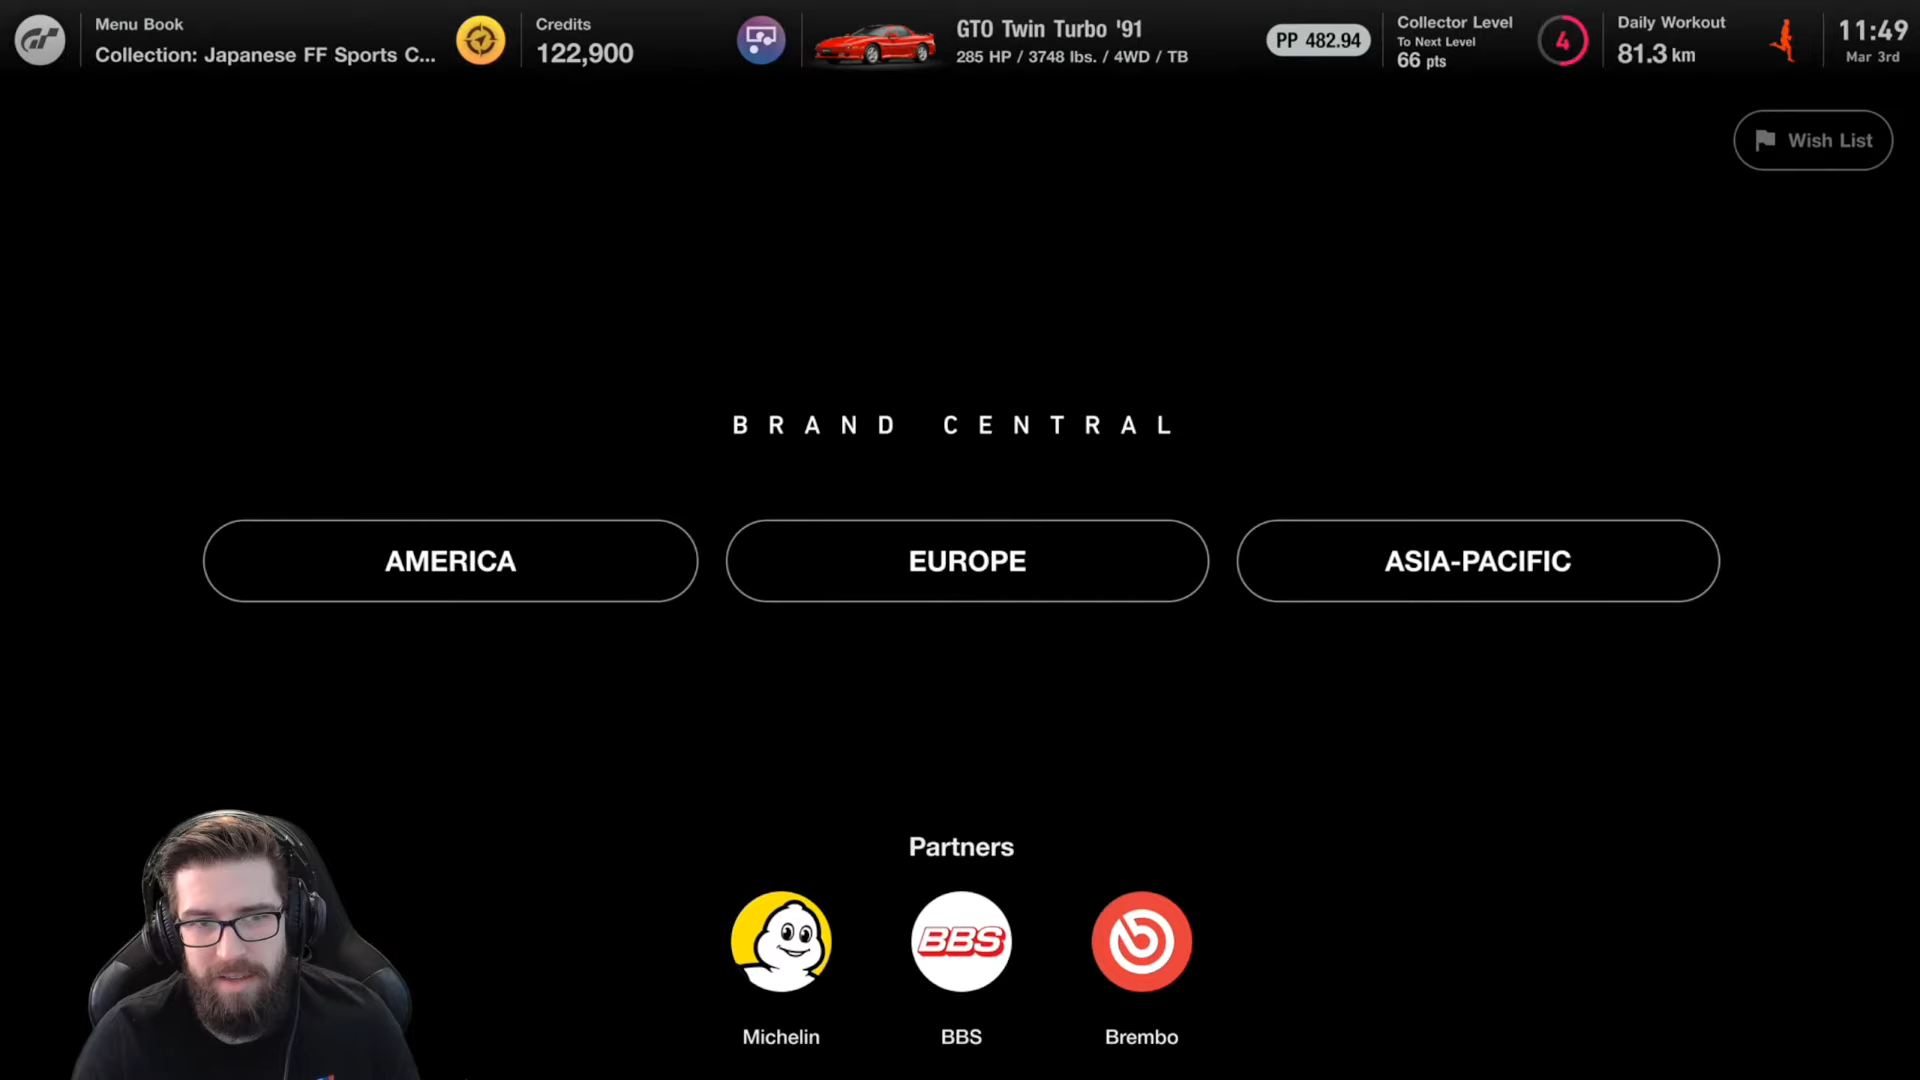 Menu Book
Collection: Japanese FF Sports C...
Credits
122,900
GTO Twin Turbo '91
285 HP / 3748 lbs. / 4WD / TB
PP 482.94
Collector Level
To Next Level
66 pts
4
Daily Workout
81.3 km
11:49
Mar 3rd
Wish List
BRAND CENTRAL
AMERICA
EUROPE
ASIA-PACIFIC
Partners
BBS
Michelin
BBS
Brembo